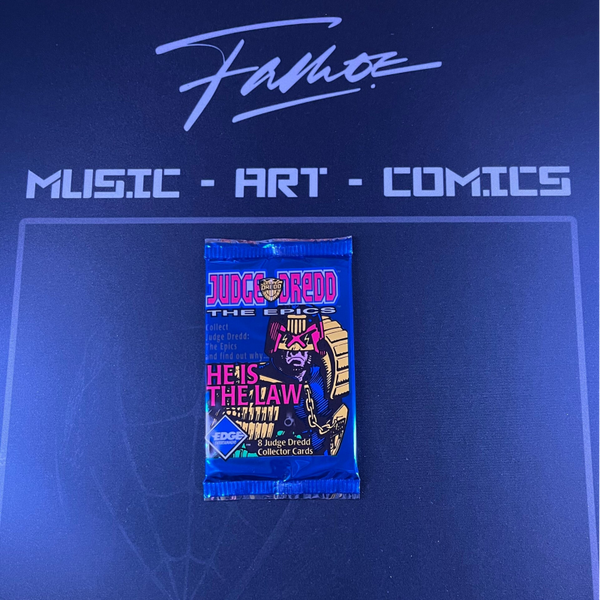 MUSIC - ART - COMICS
JUDGE DREDD
DREDD
THE EPICS
Collect
Judge Dredd:
The Epics
and find out why
HE IS
THE LAW
EDGE
8 Judge Dredd
Collector Cards